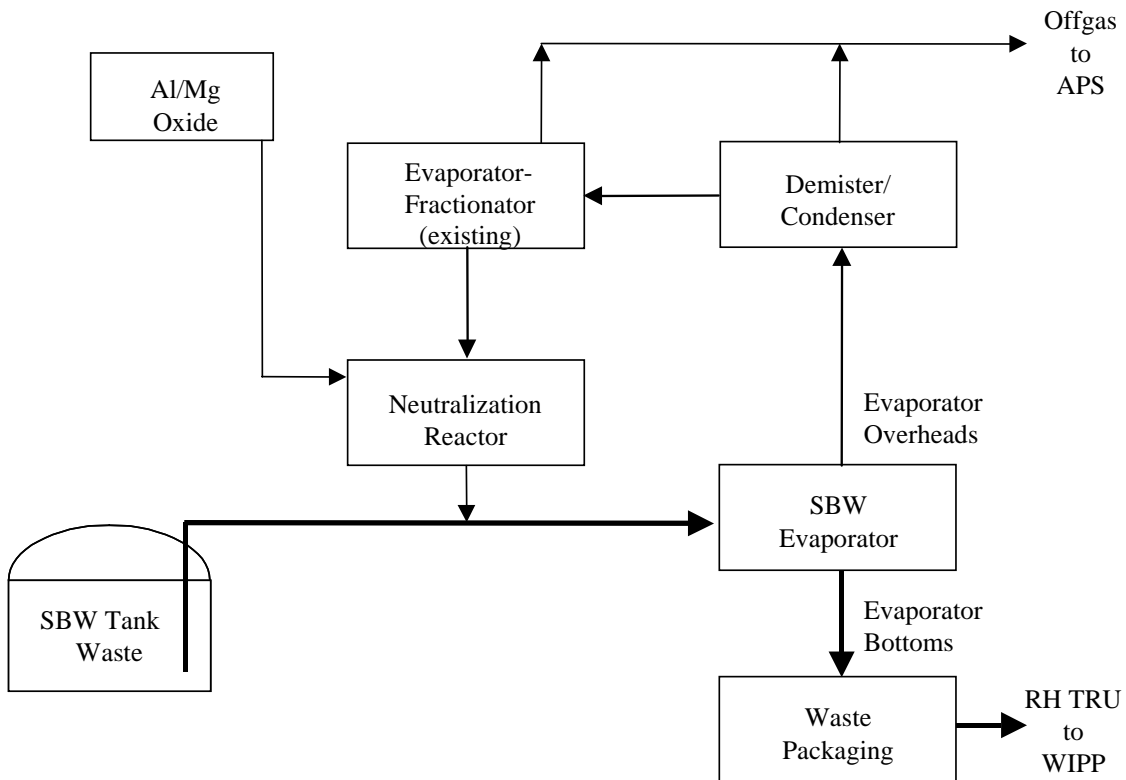 Offgas
to
APS
Al/Mg
Oxide
Evaporator-
Fractionator
(existing)
Demister/
Condenser
Neutralization
Reactor
Evaporator
Overheads
SBW
Evaporator
SBW Tank
Waste
Evaporator
Bottoms
Waste
Packaging
RH TRU
to
WIPP